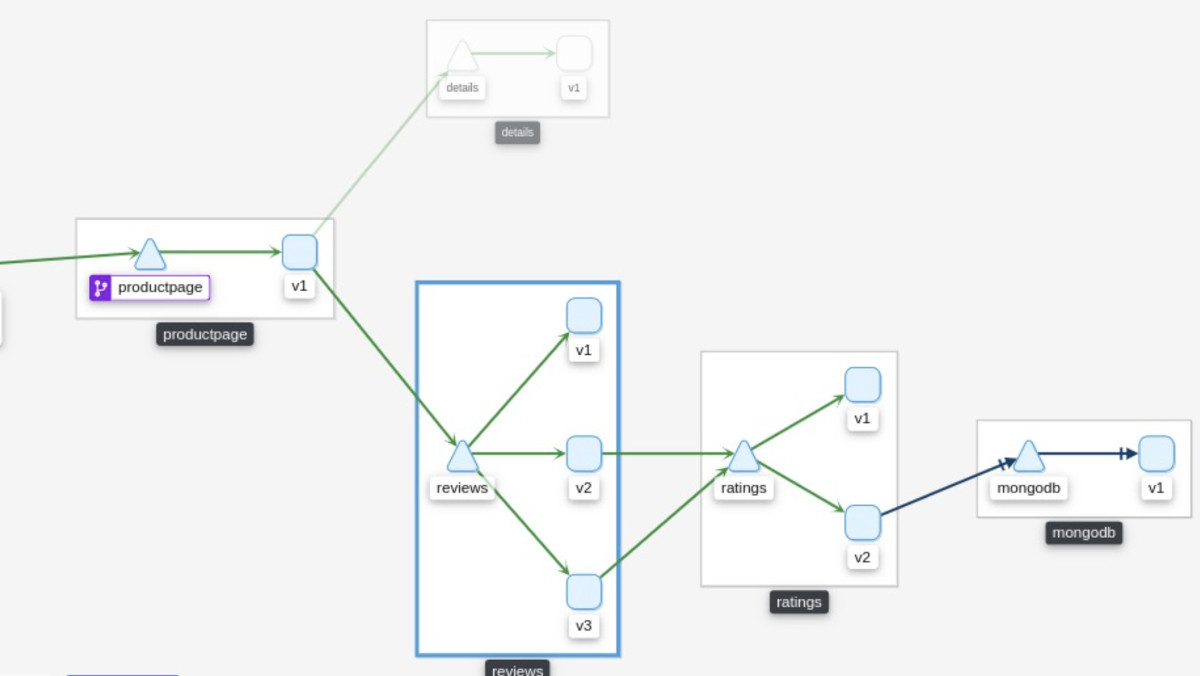 details
v1
details
productpage
v1
productpage
v1
reviews
v2
v3
reviews
v1
ratings
v2
ratings
mongodb
v1
mongodb